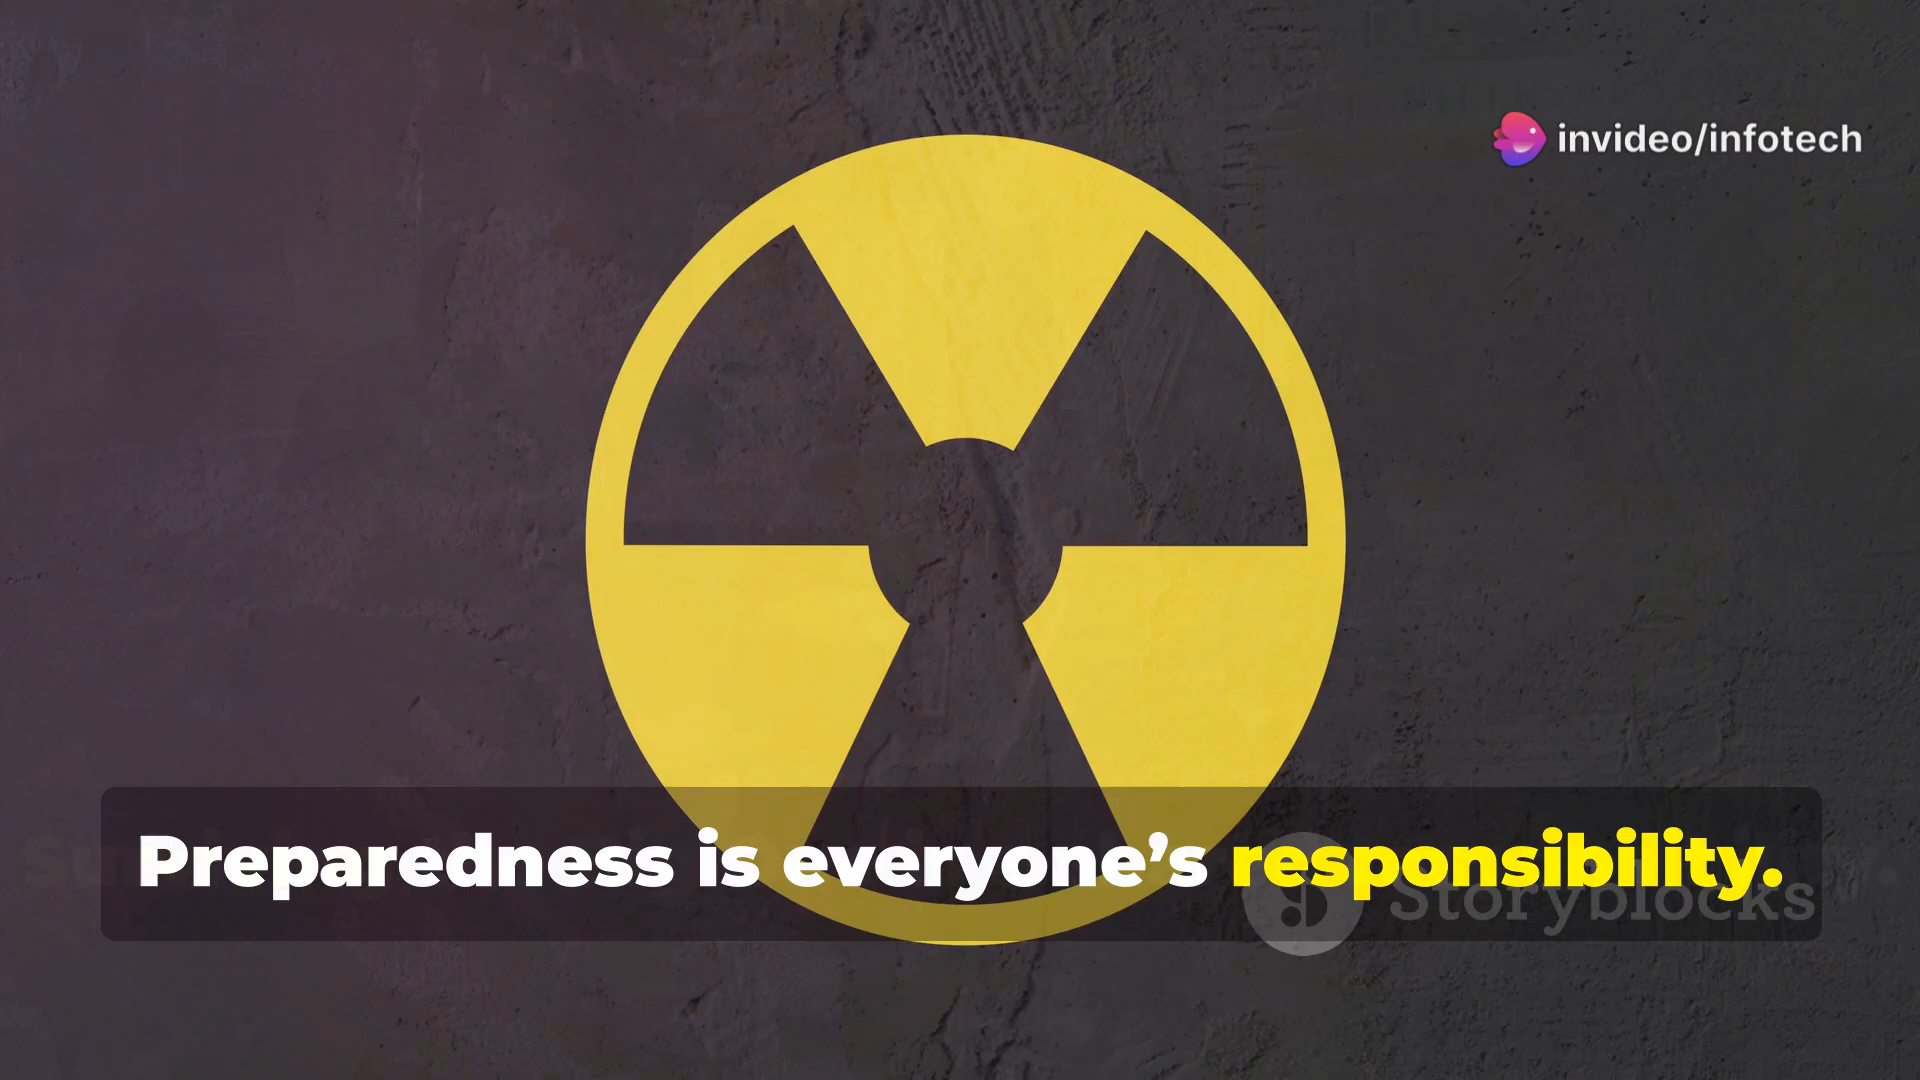 invideo/infotech
Preparedness is everyone’s responsibility.
Storyblocks